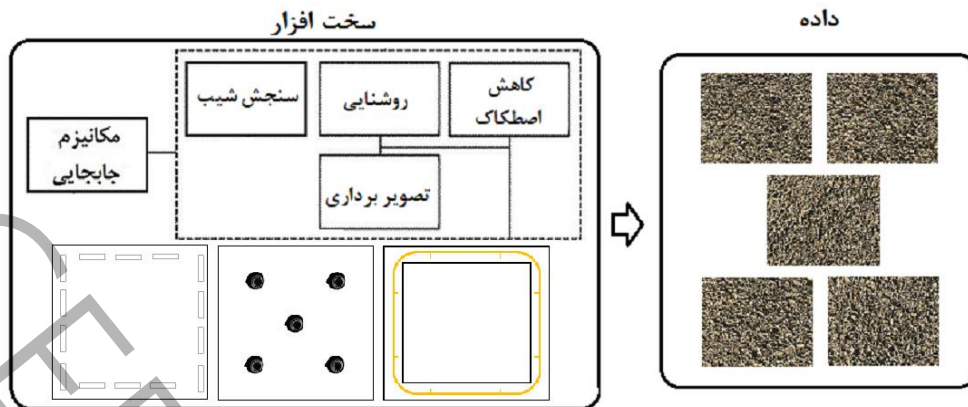 سخت افزار
داده
کاهش
اصطکاک
روشنایی
سنجش شیب
مکانیزم
جابجایی
تصویر برداری